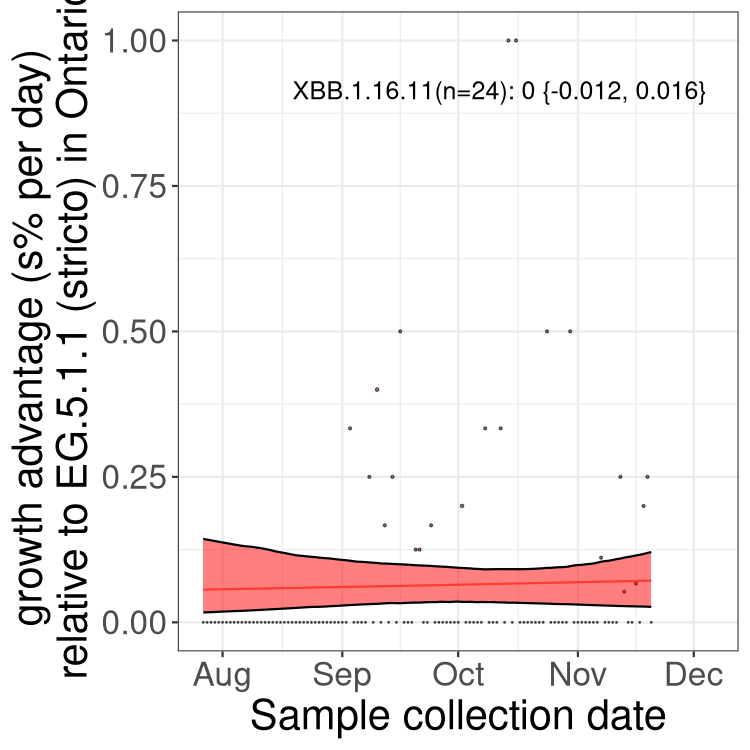 growth advantage (s% per day)
relative to EG.5.1.1 (stricto) in Ontario
1.00
0.75
0.50
0.25
0.00
XBB.1.16.11(n=24): 0 {-0.012, 0.016}
Aug Sep Oct Nov Dec
Sample collection date